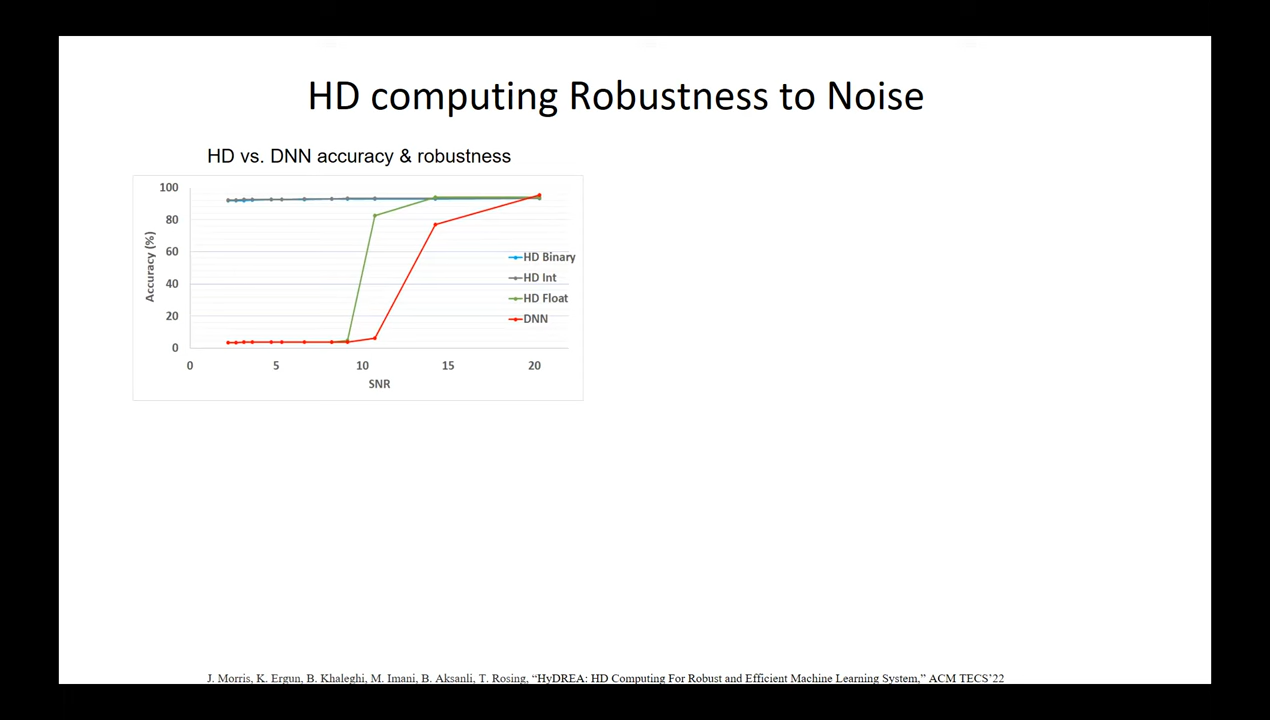 HD computing Robustness to Noise
HD vs. DNN accuracy & robustness
100
80
60
40
20
0
Accuracy (%)
HD Binary
HD Int
HD Float
DNN
0 5 10 15 20
SNR
J. Morris, K. Ergun, B. Khaleghi, M. Imani, B. Aksanli, T. Rosing, “HyDREA: HD Computing For Robust and Efficient Machine Learning System,” ACM TECS’22